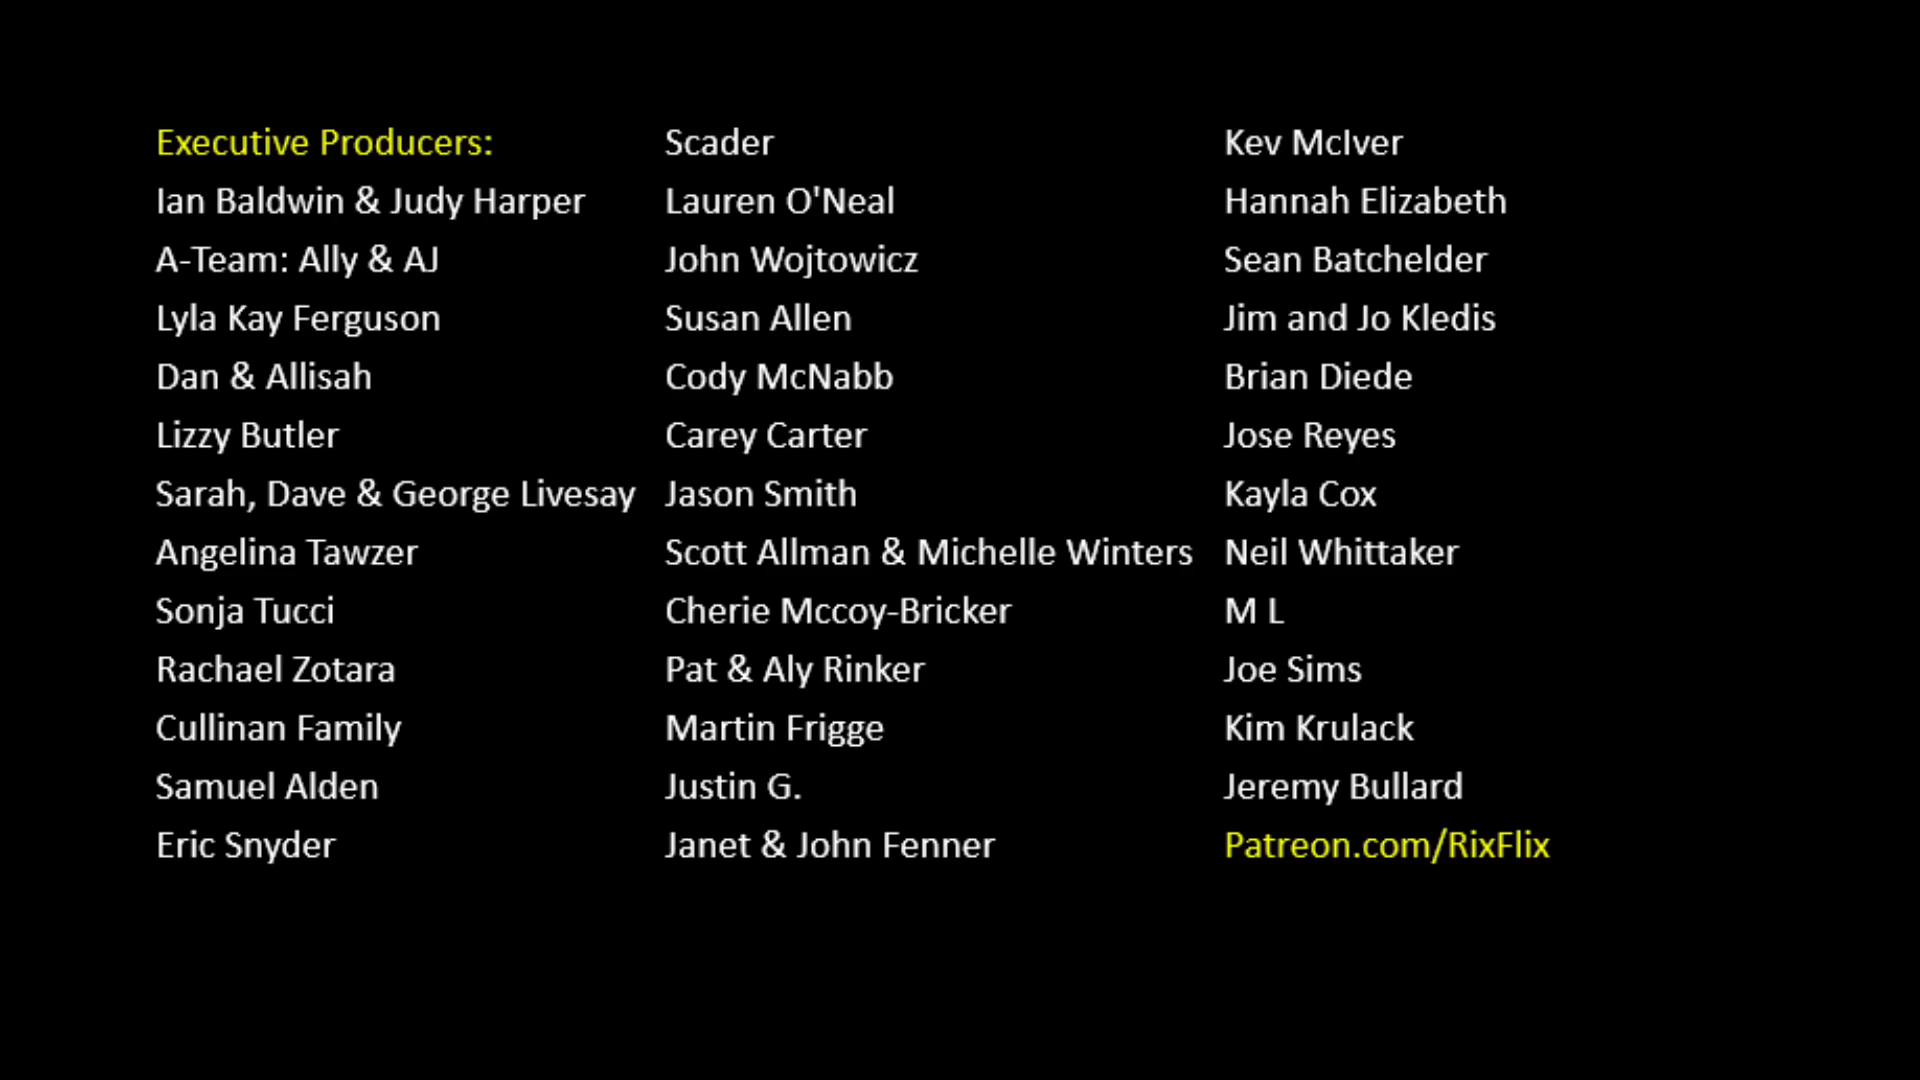 Executive Producers:
Ian Baldwin & Judy Harper
A-Team: Ally & AJ
Lyla Kay Ferguson
Dan & Allisah
Lizzy Butler
Sarah, Dave & George Livesay
Angelina Tawzer
Sonja Tucci
Rachael Zotara
Cullinan Family
Samuel Alden
Eric Snyder
Scader
Lauren O'Neal
John Wojtowicz
Susan Allen
Cody McNabb
Carey Carter
Jason Smith
Scott Allman & Michelle Winters
Cherie Mccoy-Bricker
Pat & Aly Rinker
Martin Frigge
Justin G.
Janet & John Fenner
Kev McIver
Hannah Elizabeth
Sean Batchelder
Jim and Jo Kledis
Brian Diede
Jose Reyes
Kayla Cox
Neil Whittaker
M L
Joe Sims
Kim Krulack
Jeremy Bullard
Patreon.com/RixFlix